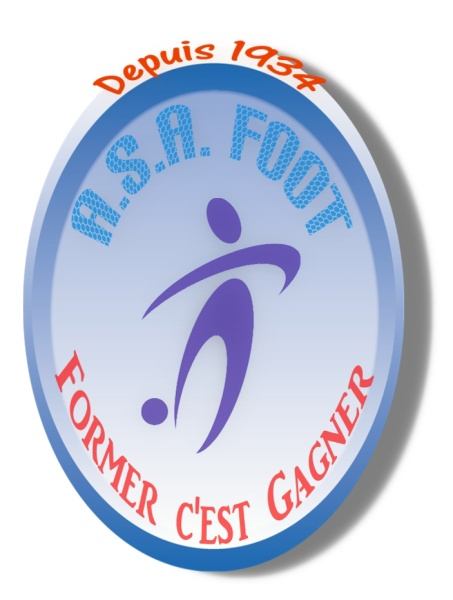 Depuis 1934
A.S.A. FOOT
FORMER C'EST GAGNER